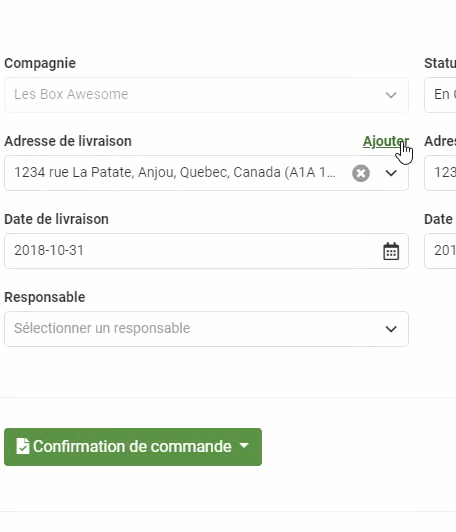 Compagnie Statu
Les Box Awesome En
Adresse de livraison Ajouter Adres
1234 rue La Patate, Anjou, Quebec, Canada (A1A 1... 123
Date de livraison Date
2018-10-31 201
Responsable
Sélectionner un responsable
Confirmation de commande